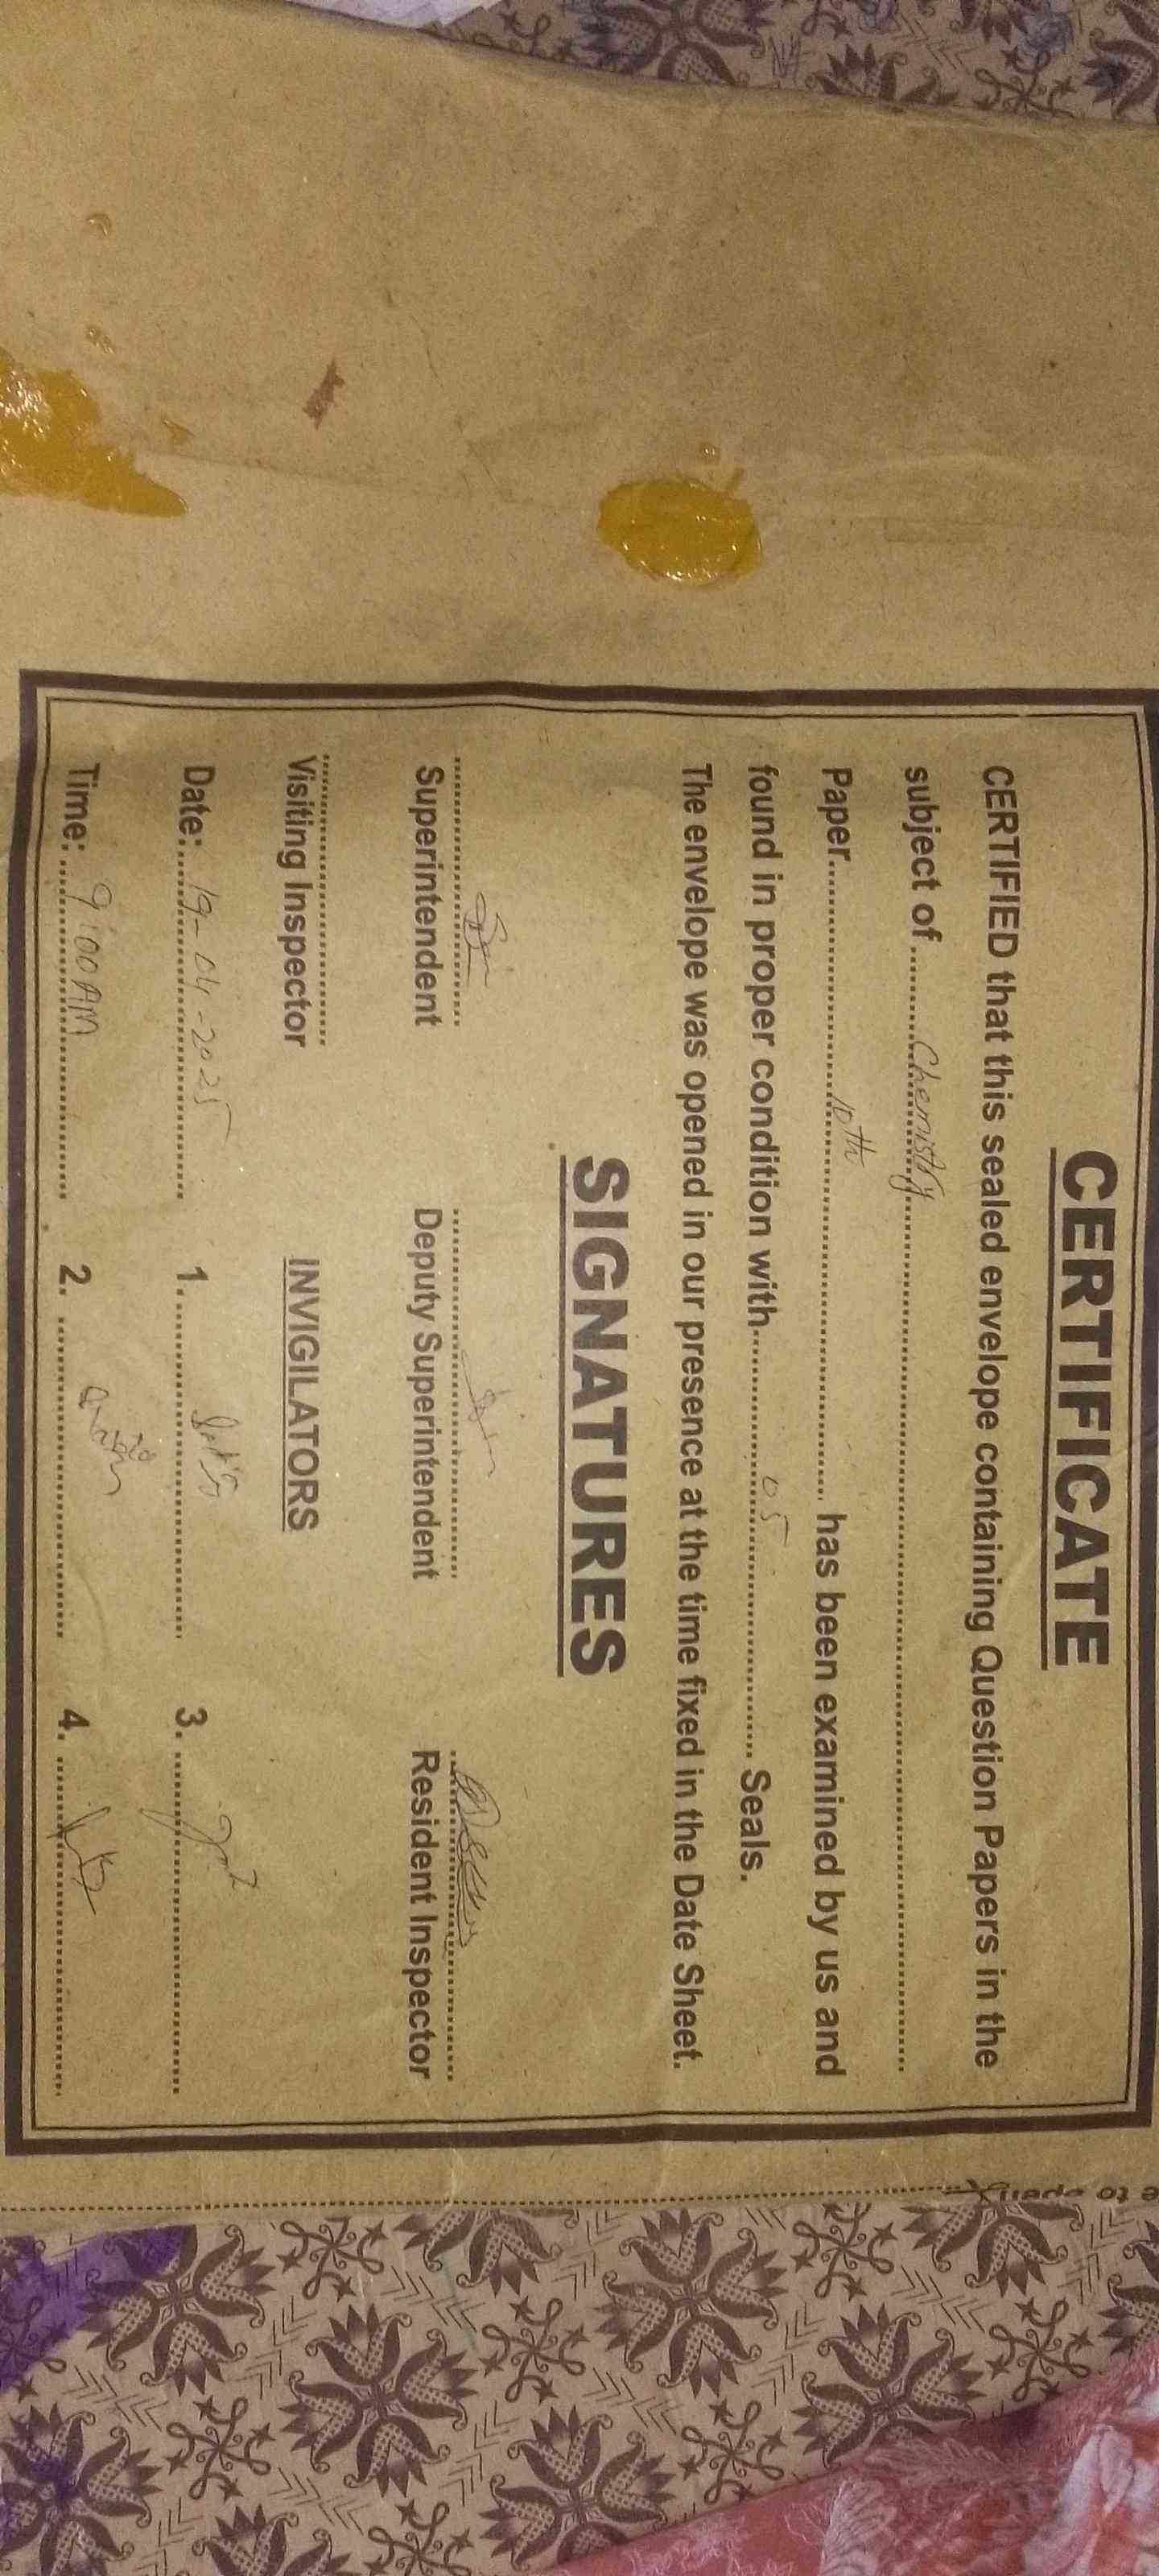 CERTIFICATE
CERTIFIED that this sealed envelope containing Question Papers in the
subject of.......Chemistry.......
Paper.......10th....... has been examined by us and
found in proper condition with.......05....... Seals.
The envelope was opened in our presence at the time fixed in the Date Sheet.
SIGNATURES
Superintendent Deputy Superintendent Resident Inspector
Visiting Inspector INVIGILATORS
Date:.......19-04-2025....... 1. 3.
Time:.......9:00 AM....... 2. 4.
e to open